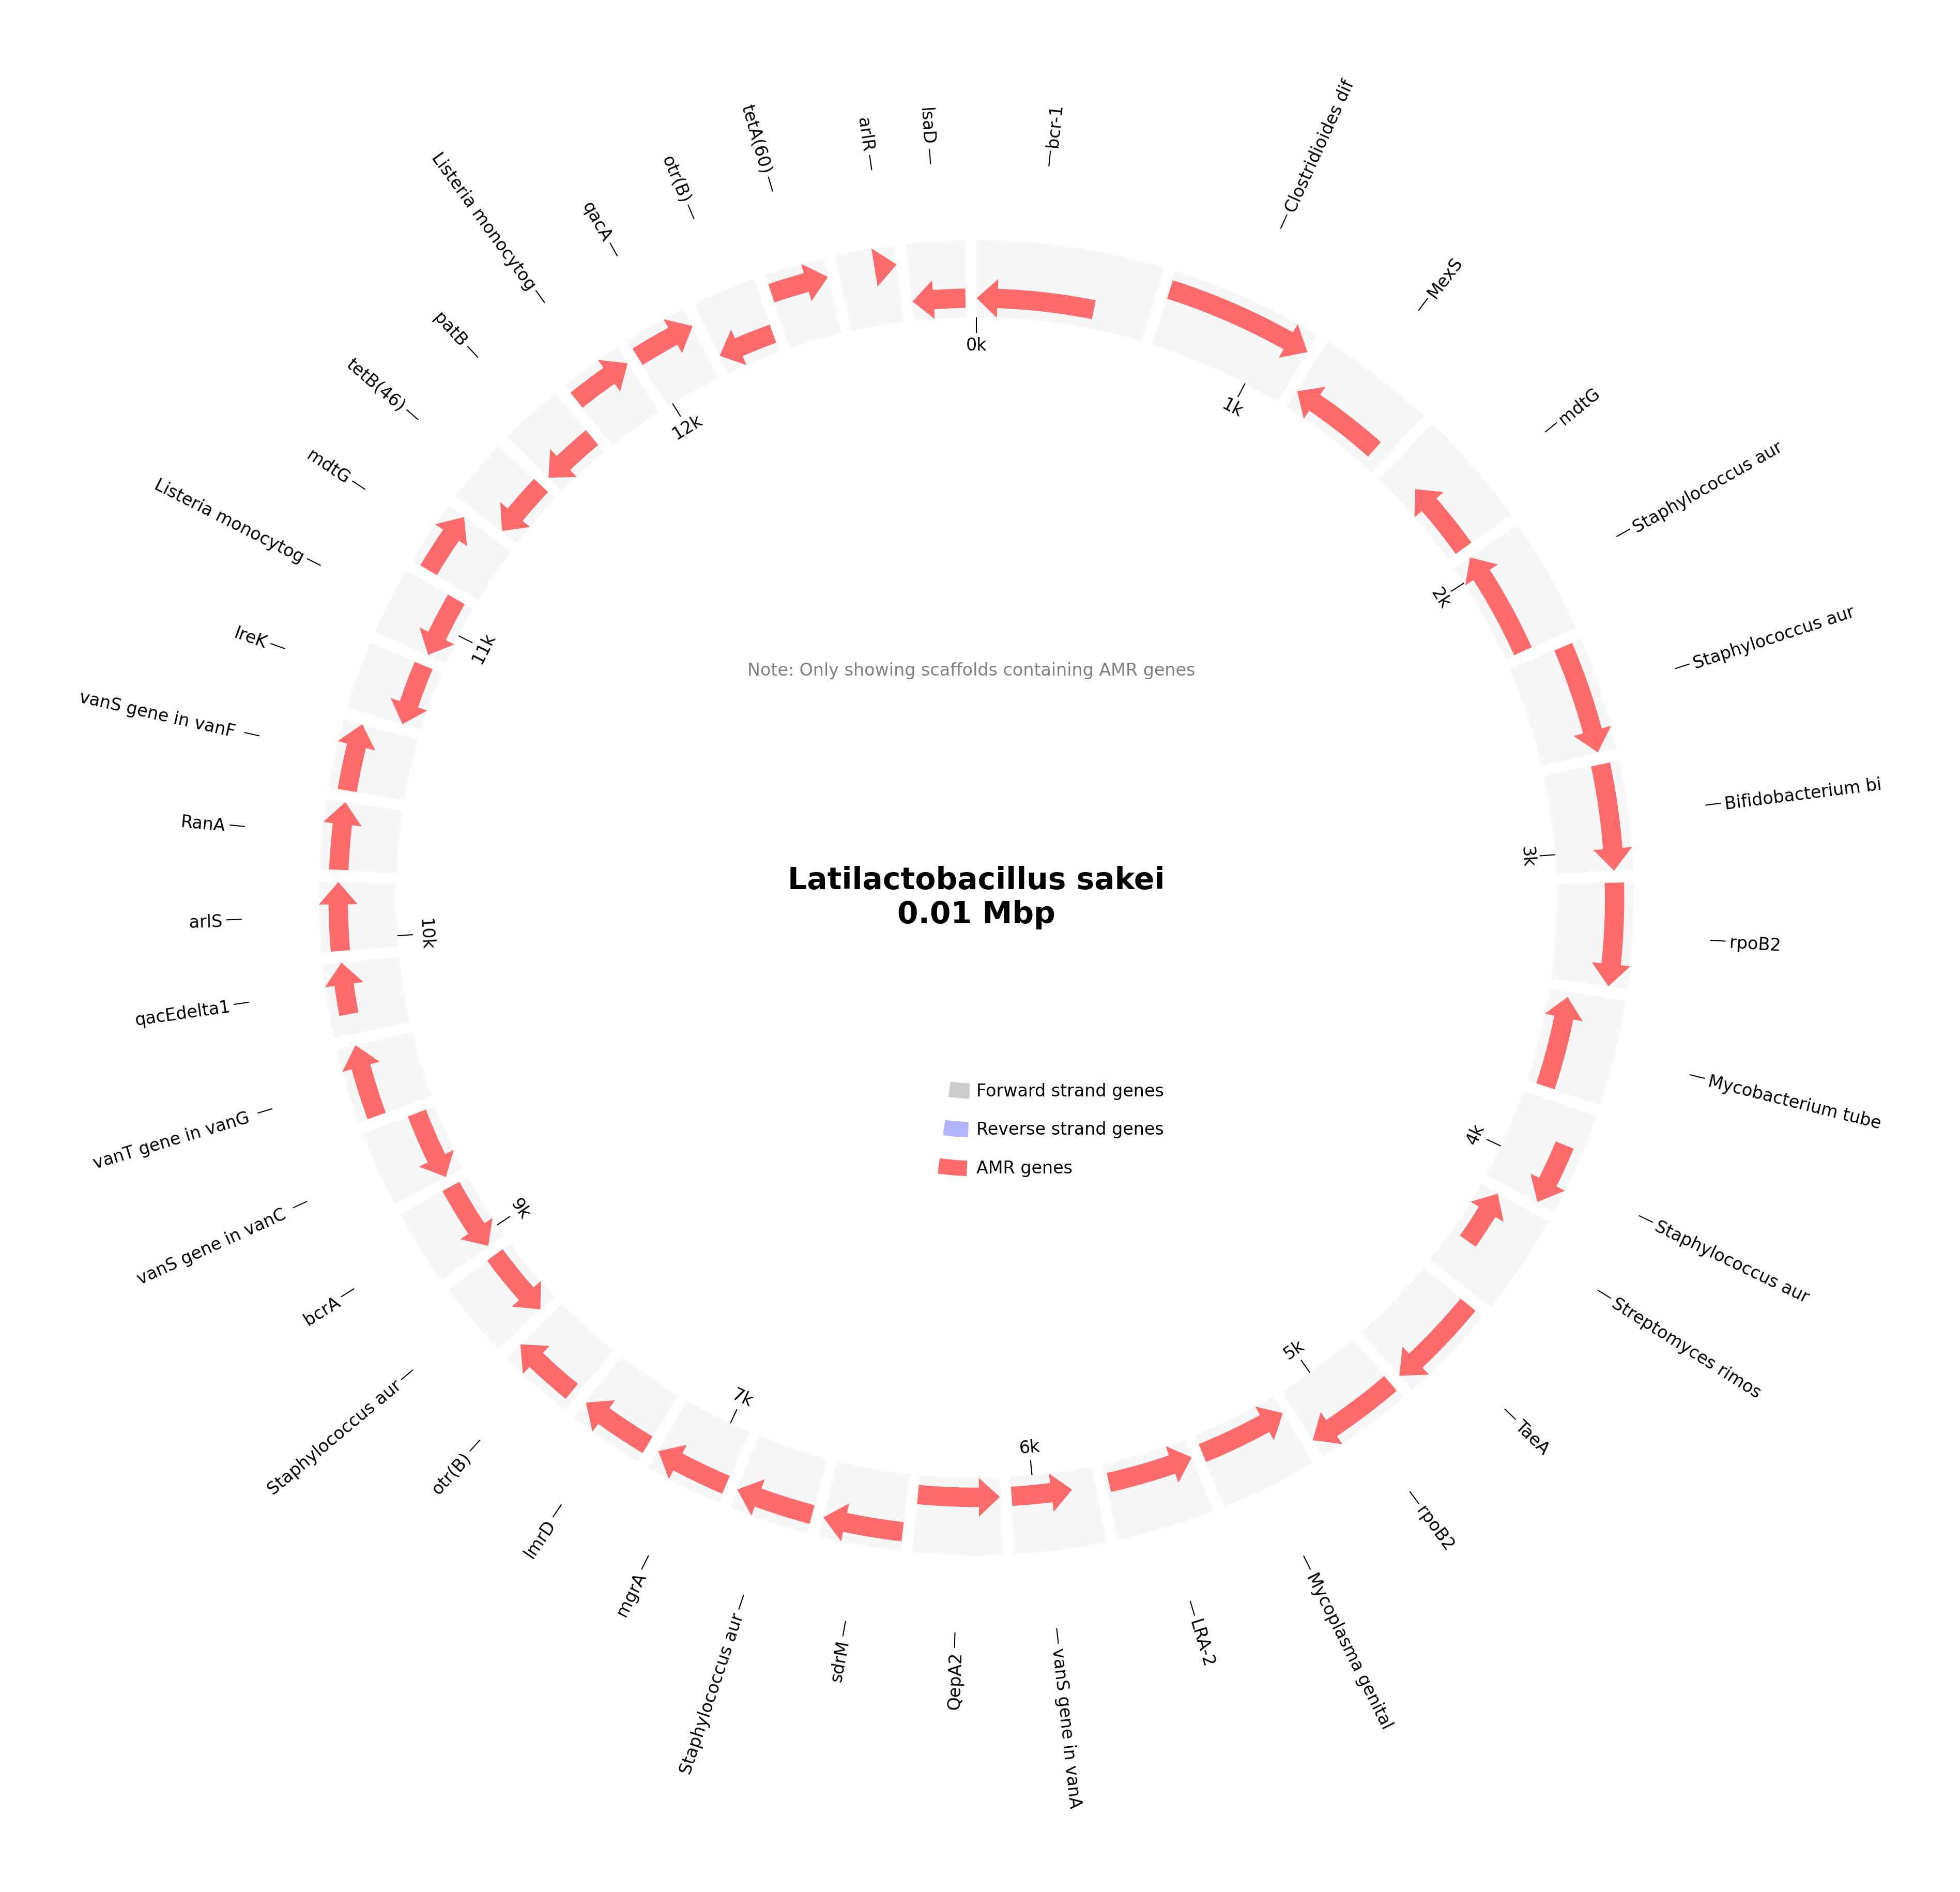 bcr-1
Clostridioides dif
MexS
mdtG
Staphylococcus aur
Staphylococcus aur
Bifidobacterium bi
rpoB2
Mycobacterium tube
Staphylococcus aur
Streptomyces rimos
TaeA
rpoB2
Mycoplasma genital
LRA-2
vanS gene in vanA
QepA2
sdrM
Staphylococcus aur
mgrA
lmrD
otr(B)
Staphylococcus aur
bcrA
vanS gene in vanC
vanT gene in vanG
qacEdelta1
arlS
RanA
vanS gene in vanF
IreK
Listeria monocytog
mdtG
tetB(46)
patB
Listeria monocytog
qacA
otr(B)
tetA(60)
arlR
lsaD
0k
1k
2k
3k
4k
5k
6k
7k
9k
10k
11k
12k
Note: Only showing scaffolds containing AMR genes
Latilactobacillus sakei
0.01 Mbp
Forward strand genes
Reverse strand genes
AMR genes